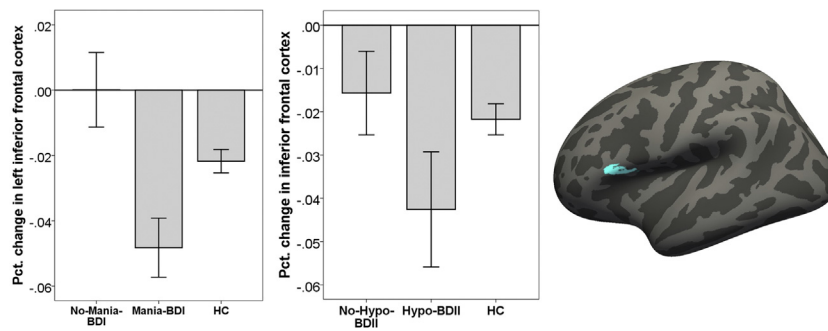 Pct. change in left inferior frontal cortex
.02
.00
-.02
-.04
-.06
No-Mania-
BDI
Mania-BDI
HC
Pct. change in inferior frontal cortex
.00
-.01
-.02
-.03
-.04
-.05
-.06
No-Hypo-
BDII
Hypo-BDII
HC